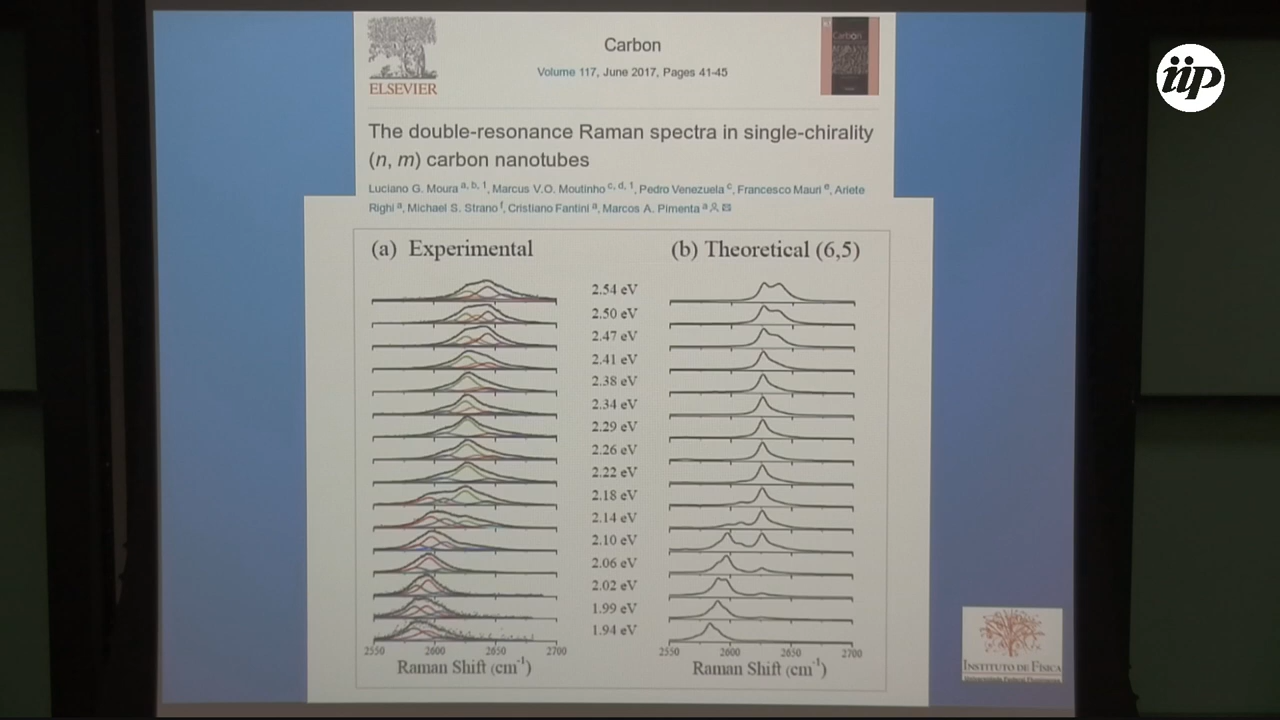 iip
ELSEVIER
Carbon
Volume 117, June 2017, Pages 41-45
The double-resonance Raman spectra in single-chirality
(n, m) carbon nanotubes
Luciano G. Moura a, b, 1, Marcus V.O. Moutinho c, d, 1, Pedro Venezuela c, Francesco Mauri e, Ariete
Righi a, Michael S. Strano f, Cristiano Fantini a, Marcos A. Pimenta a
(a) Experimental
(b) Theoretical (6,5)
2.54 eV
2.50 eV
2.47 eV
2.41 eV
2.38 eV
2.34 eV
2.29 eV
2.26 eV
2.22 eV
2.18 eV
2.14 eV
2.10 eV
2.06 eV
2.02 eV
1.99 eV
1.94 eV
2550 2600 2650 2700
2550 2600 2650 2700
Raman Shift (cm-1)
Raman Shift (cm-1)
INSTITUTO DE FÍSICA